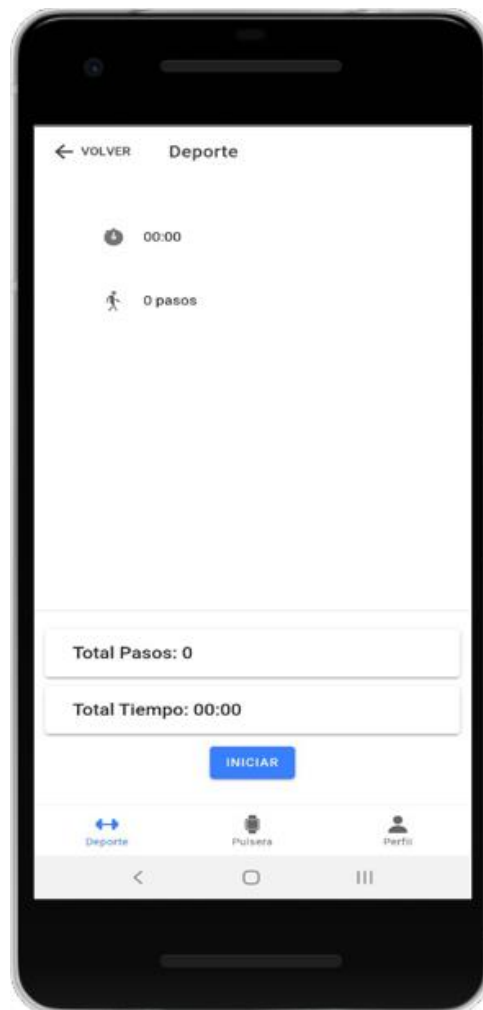 VOLVER Deporte
00:00
0 pasos
Total Pasos: 0
Total Tiempo: 00:00
INICIAR
Deporte Pulsera Perfil